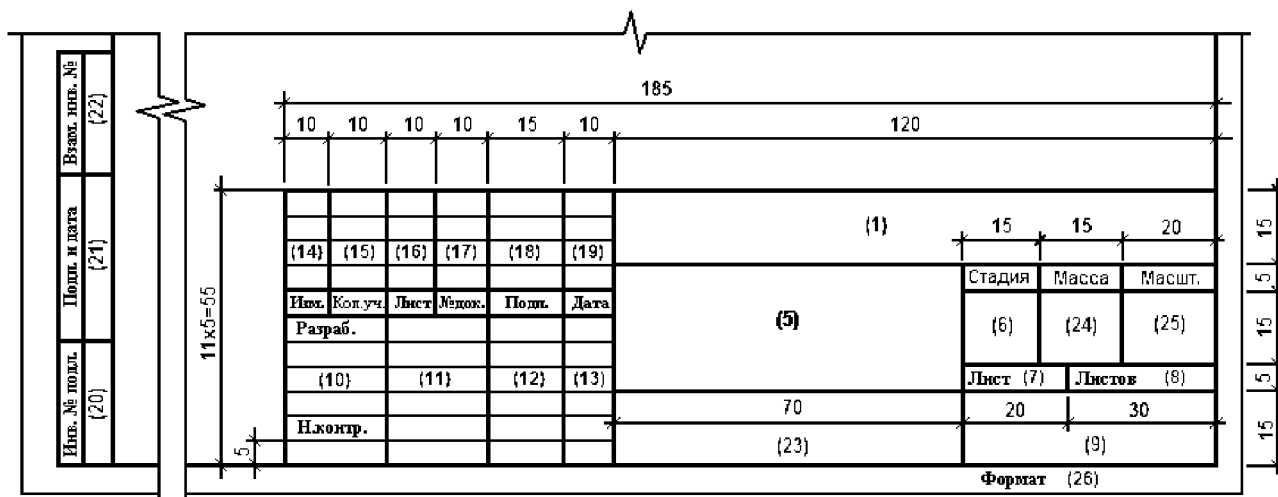 185
10 10 10 10 15 10 120
Взам. инв. № (22)
Подп. и дата (21)
Инв. № подл. (20)
11x5=55
5
(1)
15 15 20
(14) (15) (16) (17) (18) (19)
Изм. Кол.уч. Лист №док. Подп. Дата
Разраб.
(10) (11) (12) (13)
Н.контр.
(5)
Стадия Масса Масшт.
(6) (24) (25)
Лист (7) Листов (8)
70 20 30
(23) (9)
Формат (26)
15
5
15
5
15